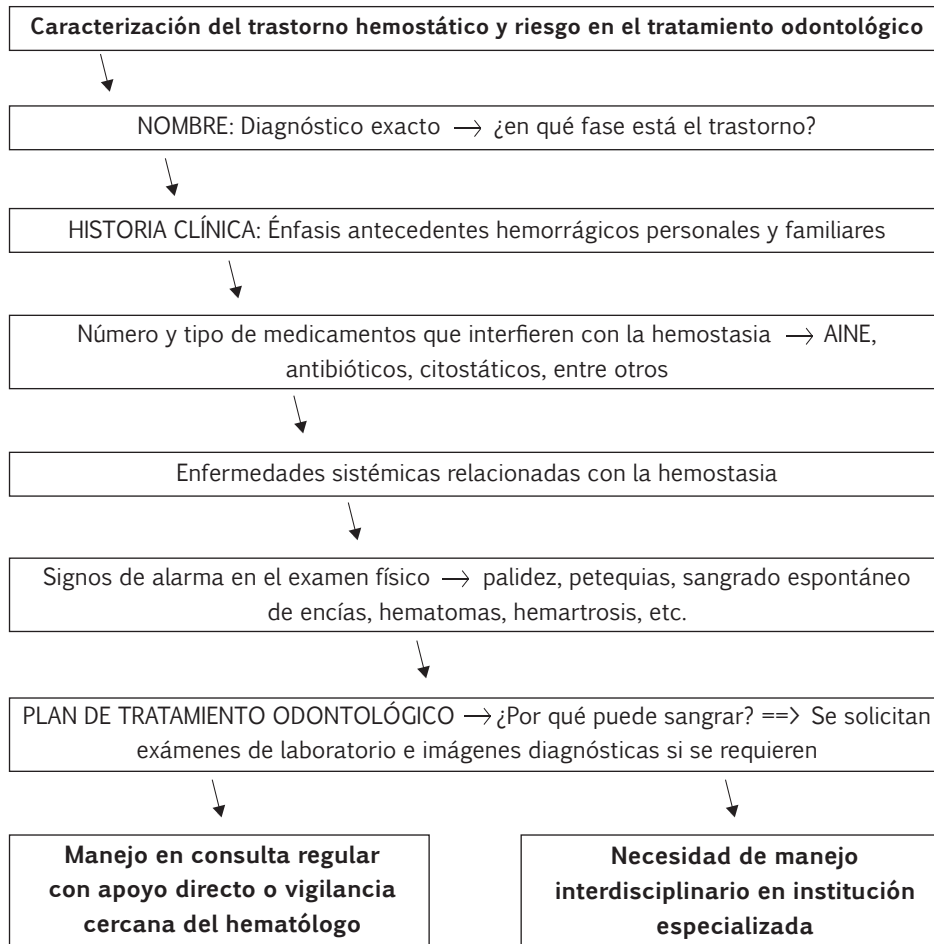 Caracterización del trastorno hemostático y riesgo en el tratamiento odontológico
NOMBRE: Diagnóstico exacto → ¿en qué fase está el trastorno?
HISTORIA CLÍNICA: Énfasis antecedentes hemorrágicos personales y familiares
Número y tipo de medicamentos que interfieren con la hemostasia → AINE,
antibióticos, citostáticos, entre otros
Enfermedades sistémicas relacionadas con la hemostasia
Signos de alarma en el examen físico → palidez, petequias, sangrado espontáneo
de encías, hematomas, hemartrosis, etc.
PLAN DE TRATAMIENTO ODONTOLÓGICO → ¿Por qué puede sangrar? ==> Se solicitan
exámenes de laboratorio e imágenes diagnósticas si se requieren
Manejo en consulta regular
con apoyo directo o vigilancia
cercana del hematólogo
Necesidad de manejo
interdisciplinario en institución
especializada